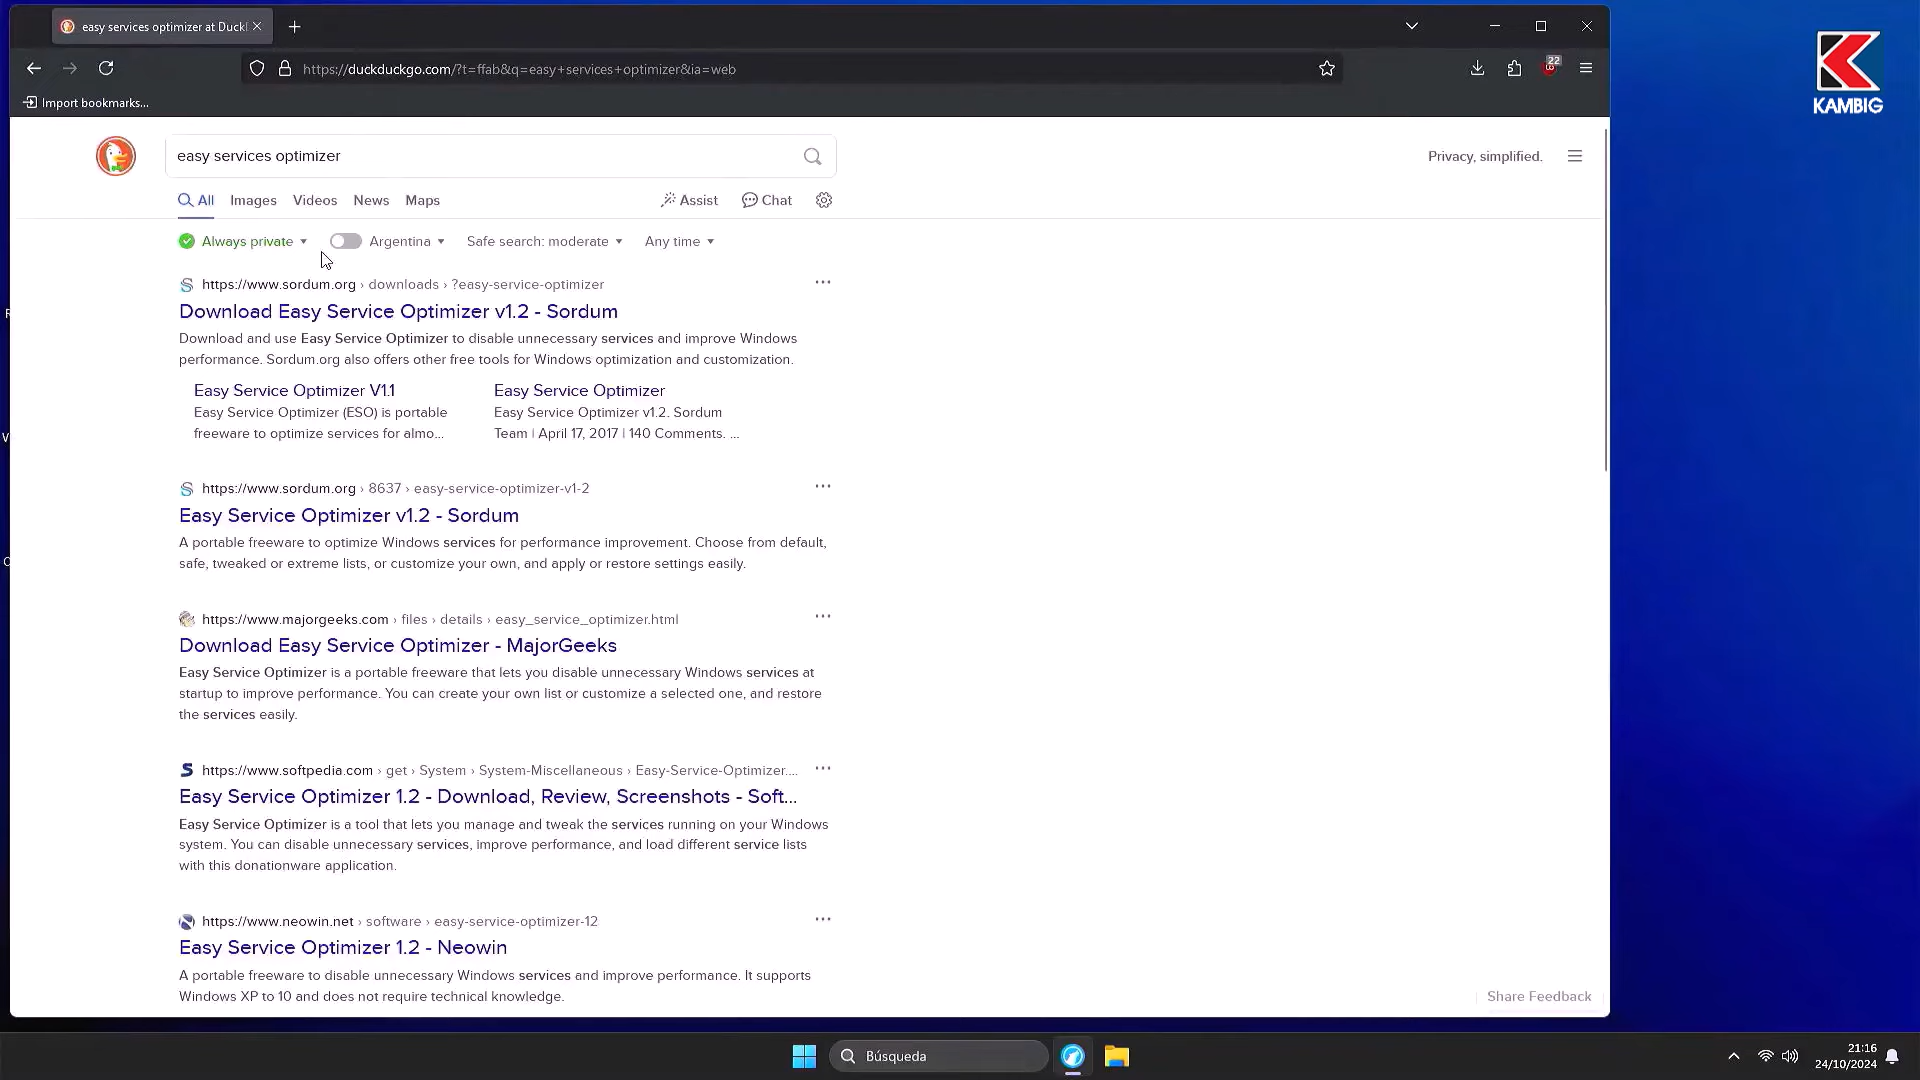 easy services optimizer at Duck
22
https://duckduckgo.com/?t=ffab&q=easy+services+optimizer&ia=web
KAMBIG
Import bookmarks...
easy services optimizer
Privacy, simplified.
All Images Videos News Maps Assist Chat
Always private Argentina Safe search: moderate Any time
https://www.sordum.org › downloads › ?easy-service-optimizer
Download Easy Service Optimizer v1.2 - Sordum
Download and use Easy Service Optimizer to disable unnecessary services and improve Windows
performance. Sordum.org also offers other free tools for Windows optimization and customization.
Easy Service Optimizer V1.1
Easy Service Optimizer (ESO) is portable
freeware to optimize services for almo...
Easy Service Optimizer
Easy Service Optimizer v1.2. Sordum
Team | April 17, 2017 | 140 Comments. ...
https://www.sordum.org › 8637 › easy-service-optimizer-v1-2
Easy Service Optimizer v1.2 - Sordum
A portable freeware to optimize Windows services for performance improvement. Choose from default,
safe, tweaked or extreme lists, or customize your own, and apply or restore settings easily.
https://www.majorgeeks.com › files › details › easy_service_optimizer.html
Download Easy Service Optimizer - MajorGeeks
Easy Service Optimizer is a portable freeware that lets you disable unnecessary Windows services at
startup to improve performance. You can create your own list or customize a selected one, and restore
the services easily.
https://www.softpedia.com › get › System › System-Miscellaneous › Easy-Service-Optimizer....
Easy Service Optimizer 1.2 - Download, Review, Screenshots - Soft...
Easy Service Optimizer is a tool that lets you manage and tweak the services running on your Windows
system. You can disable unnecessary services, improve performance, and load different service lists
with this donationware application.
https://www.neowin.net › software › easy-service-optimizer-12
Easy Service Optimizer 1.2 - Neowin
A portable freeware to disable unnecessary Windows services and improve performance. It supports
Windows XP to 10 and does not require technical knowledge.
Share Feedback
Búsqueda
21:16
24/10/2024